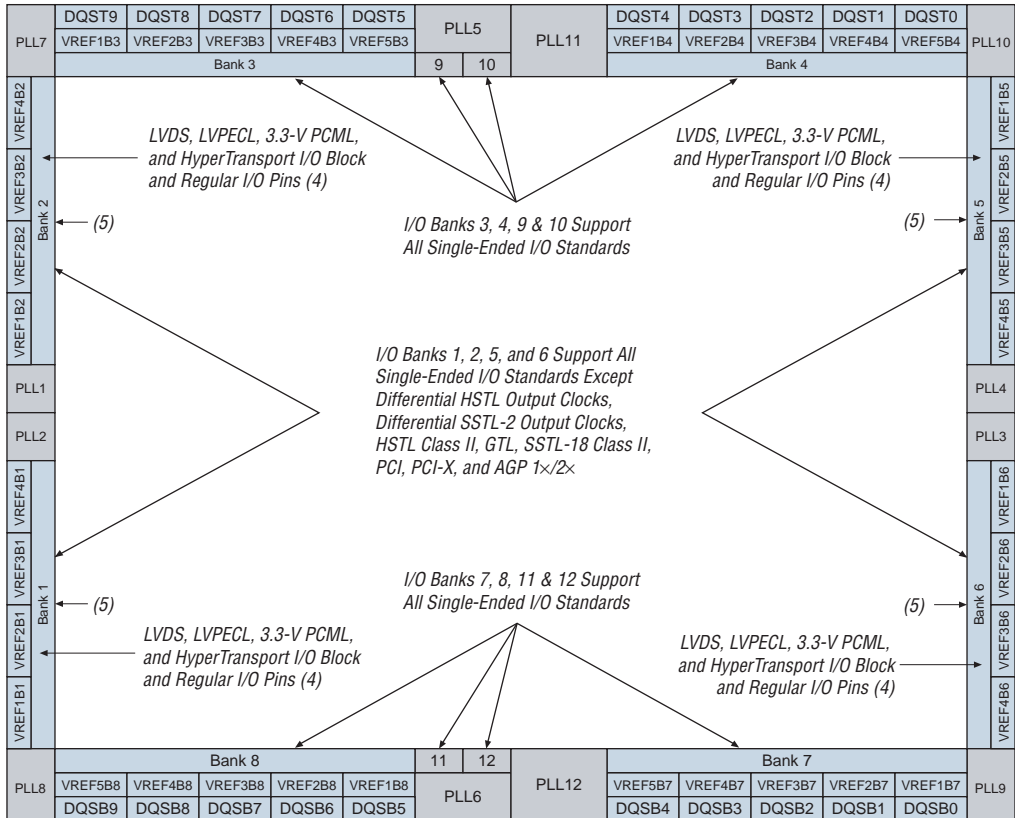 PLL7
DQST9 DQST8 DQST7 DQST6 DQST5
VREF1B3 VREF2B3 VREF3B3 VREF4B3 VREF5B3
Bank 3
PLL5
9 10
PLL11
DQST4 DQST3 DQST2 DQST1 DQST0
VREF1B4 VREF2B4 VREF3B4 VREF4B4 VREF5B4
Bank 4
PLL10
VREF4B2
VREF3B2
VREF2B2
VREF1B2
Bank 2
LVDS, LVPECL, 3.3-V PCML,
and HyperTransport I/O Block
and Regular I/O Pins (4)
(5)
I/O Banks 3, 4, 9 & 10 Support
All Single-Ended I/O Standards
LVDS, LVPECL, 3.3-V PCML,
and HyperTransport I/O Block
and Regular I/O Pins (4)
(5)
Bank 5
VREF1B5
VREF2B5
VREF3B5
VREF4B5
PLL1
PLL2
I/O Banks 1, 2, 5, and 6 Support All
Single-Ended I/O Standards Except
Differential HSTL Output Clocks,
Differential SSTL-2 Output Clocks,
HSTL Class II, GTL, SSTL-18 Class II,
PCI, PCI-X, and AGP 1×/2×
PLL4
PLL3
VREF4B1
VREF3B1
VREF2B1
VREF1B1
Bank 1
(5)
LVDS, LVPECL, 3.3-V PCML,
and HyperTransport I/O Block
and Regular I/O Pins (4)
I/O Banks 7, 8, 11 & 12 Support
All Single-Ended I/O Standards
(5)
LVDS, LVPECL, 3.3-V PCML,
and HyperTransport I/O Block
and Regular I/O Pins (4)
Bank 6
VREF1B6
VREF2B6
VREF3B6
VREF4B6
PLL8
Bank 8
VREF5B8 VREF4B8 VREF3B8 VREF2B8 VREF1B8
DQSB9 DQSB8 DQSB7 DQSB6 DQSB5
11 12
PLL6
PLL12
Bank 7
VREF5B7 VREF4B7 VREF3B7 VREF2B7 VREF1B7
DQSB4 DQSB3 DQSB2 DQSB1 DQSB0
PLL9